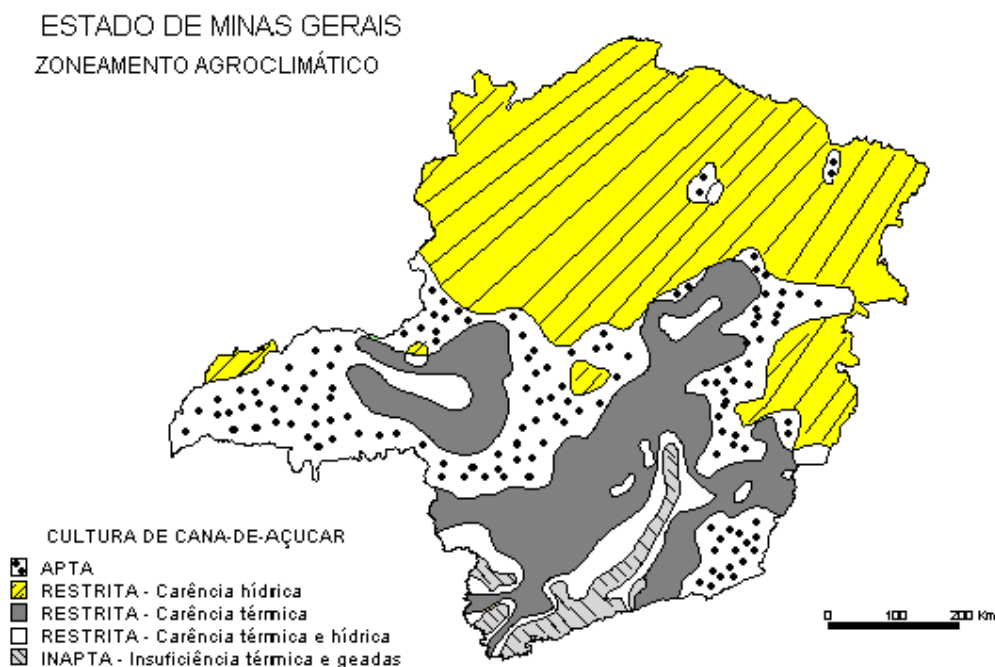 ESTADO DE MINAS GERAIS
ZONEAMENTO AGROCLIMÁTICO
CULTURA DE CANA-DE-AÇUCAR
APTA
RESTRITA - Carência hídrica
RESTRITA - Carência térmica
RESTRITA - Carência térmica e hídrica
INAPTA - Insuficiência térmica e geadas
0 100 200 Km